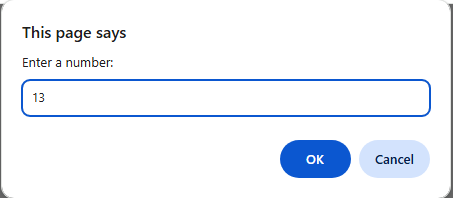 This page says
Enter a number:
13
OK
Cancel